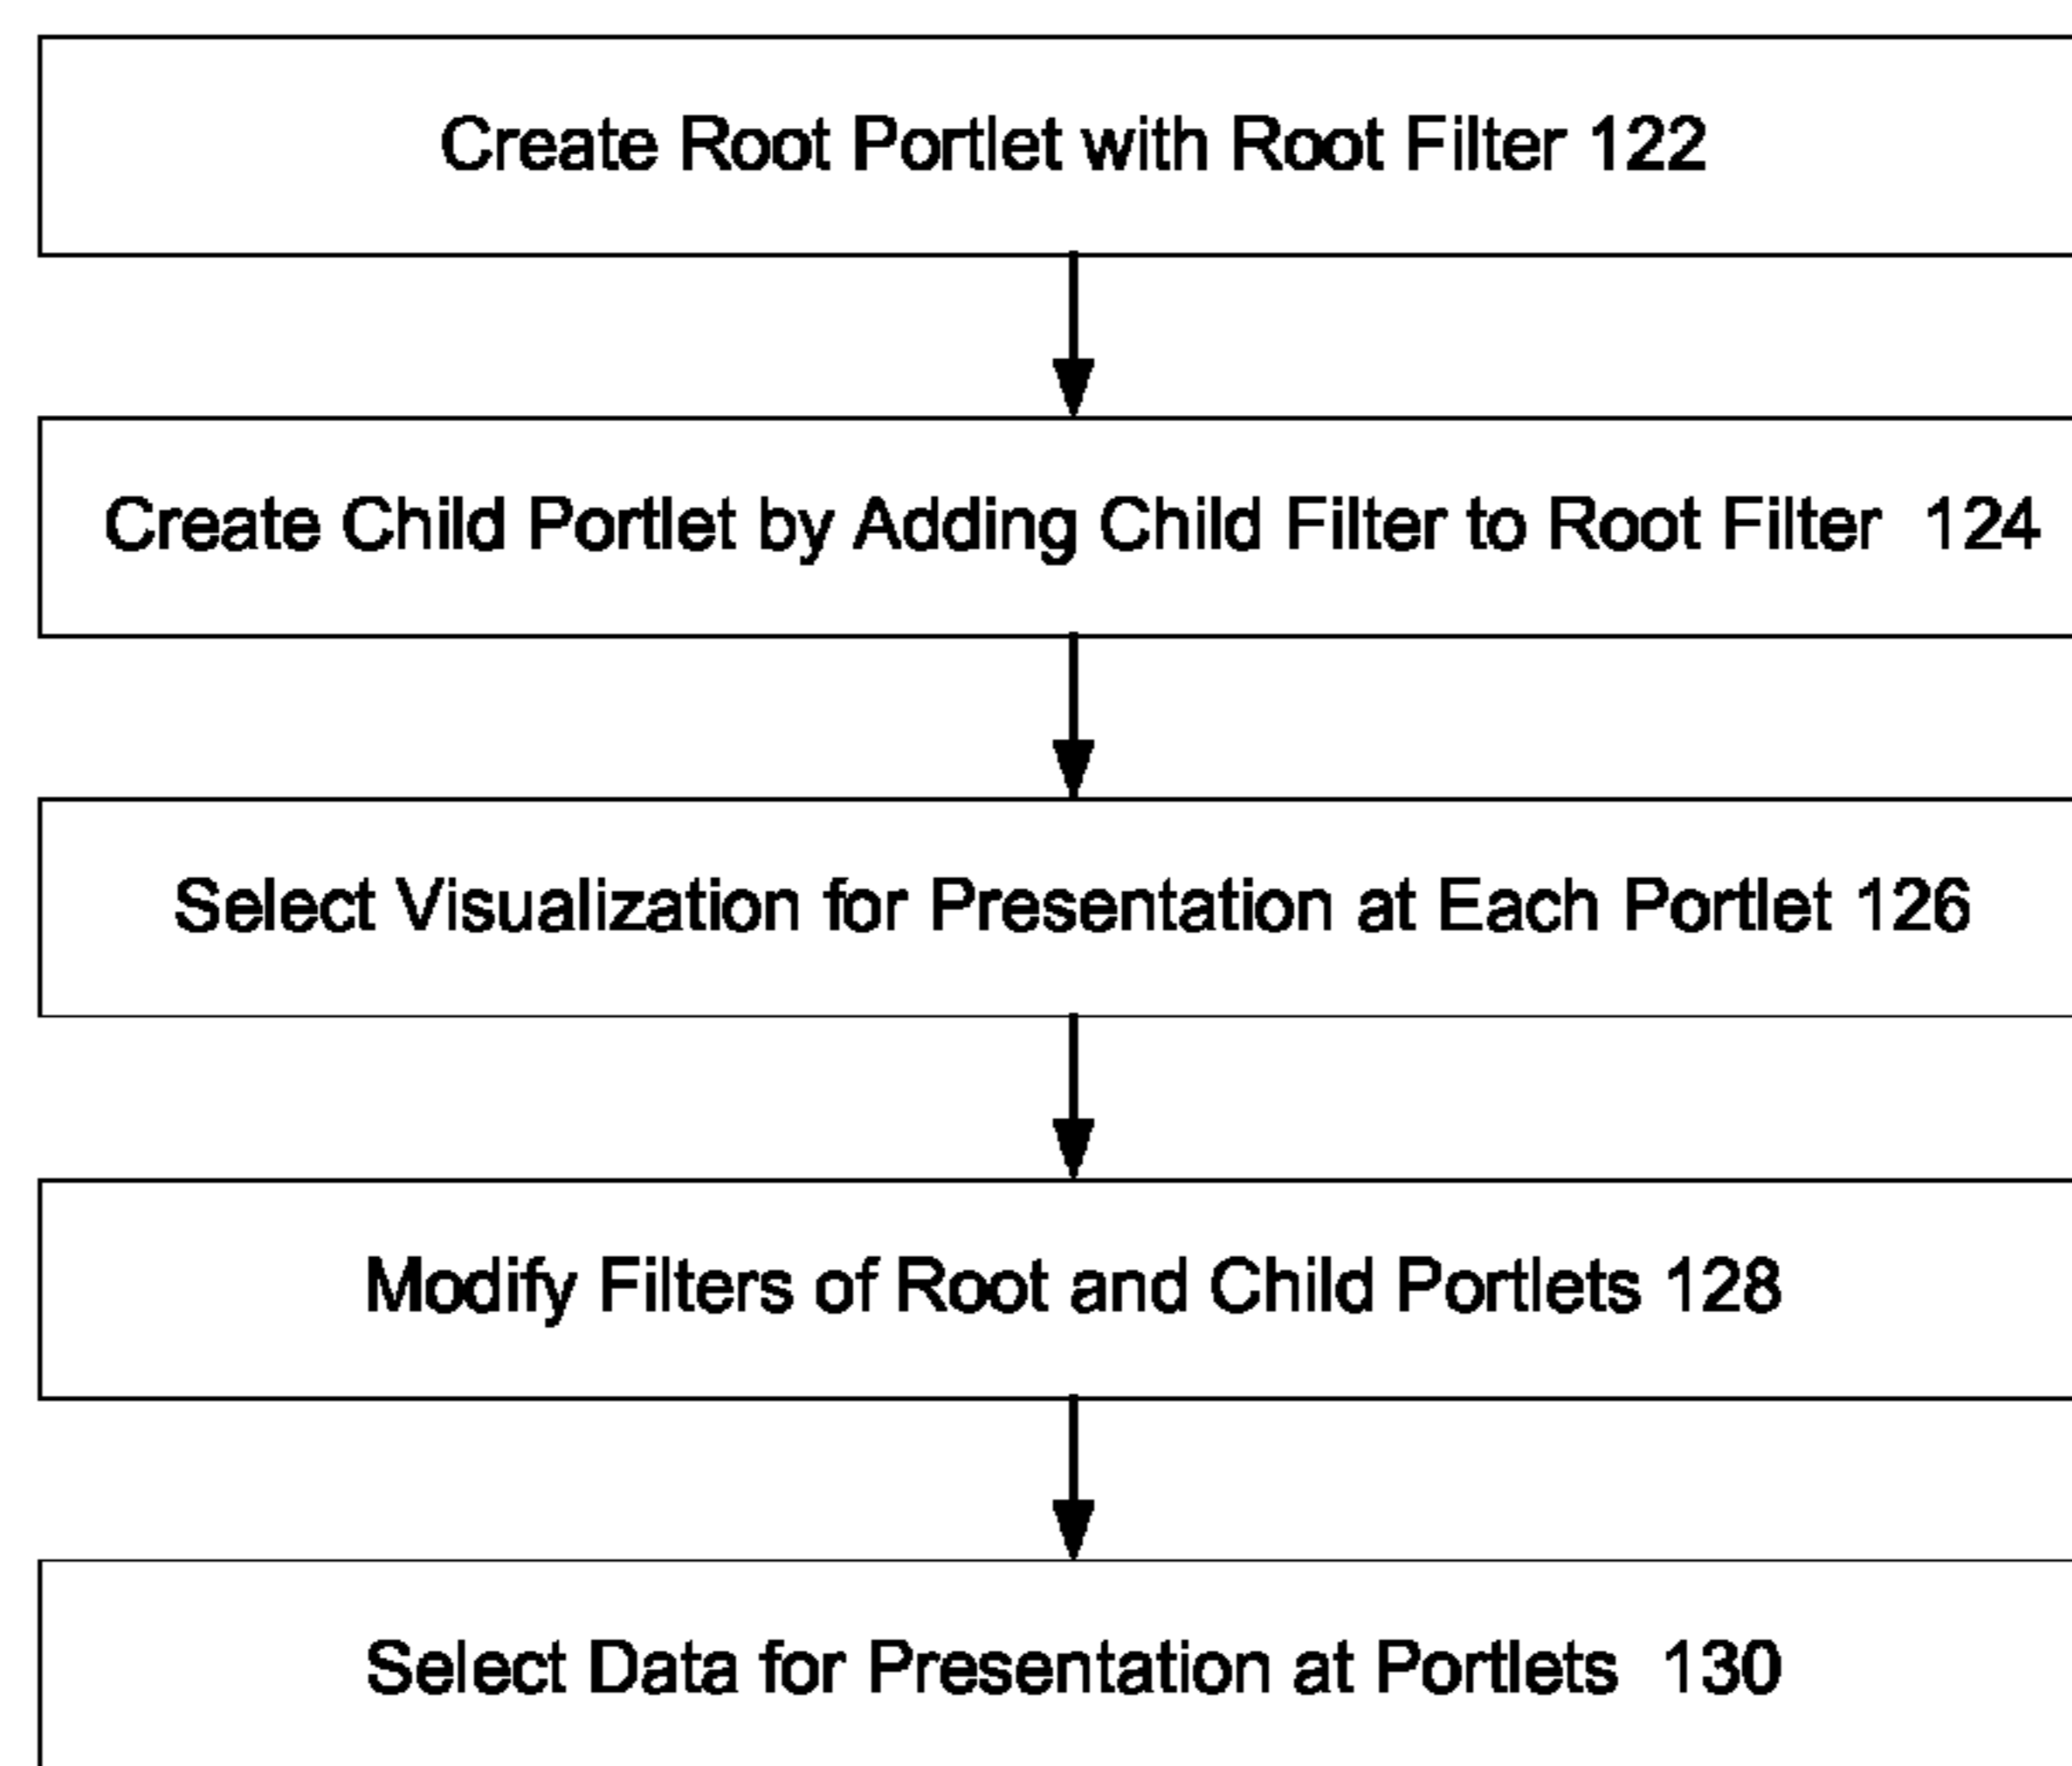 Create Root Portlet with Root Filter 122
Create Child Portlet by Adding Child Filter to Root Filter 124
Select Visualization for Presentation at Each Portlet 126
Modify Filters of Root and Child Portlets 128
Select Data for Presentation at Portlets 130